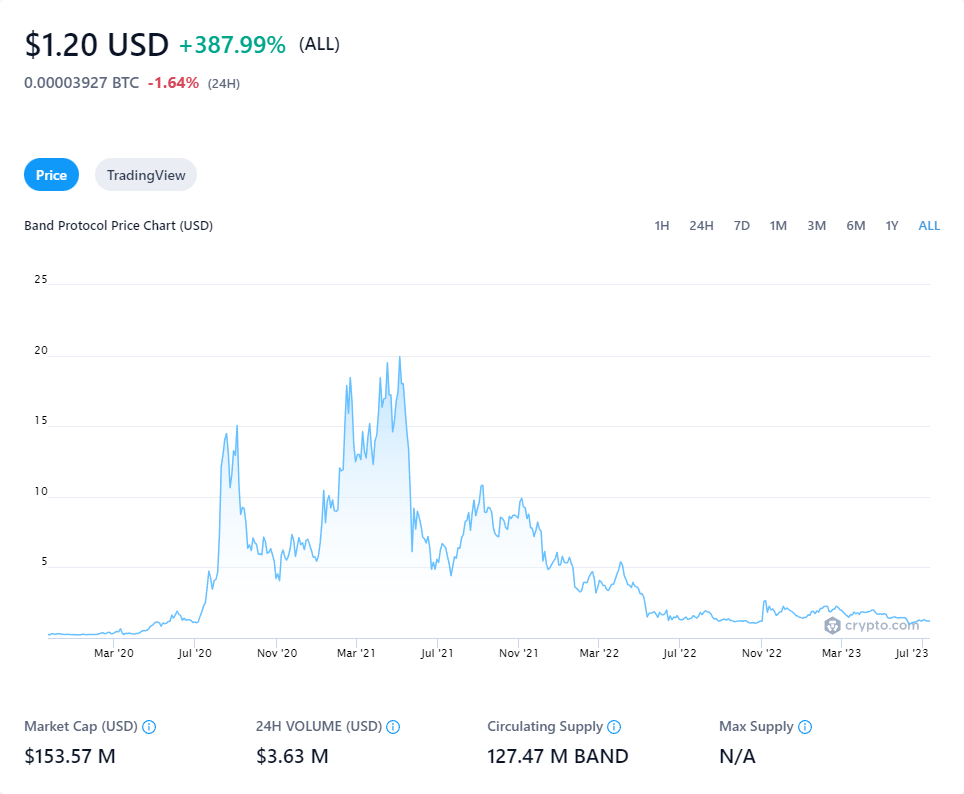 $1.20 USD +387.99% (ALL)
0.00003927 BTC -1.64% (24H)
Price TradingView
Band Protocol Price Chart (USD) 1H 24H 7D 1M 3M 6M 1Y ALL
25
20
15
10
5
crypto.com
Mar '20 Jul '20 Nov '20 Mar '21 Jul '21 Nov '21 Mar '22 Jul '22 Nov '22 Mar '23 Jul '23
Market Cap (USD) 24H VOLUME (USD) Circulating Supply Max Supply
$153.57 M $3.63 M 127.47 M BAND N/A